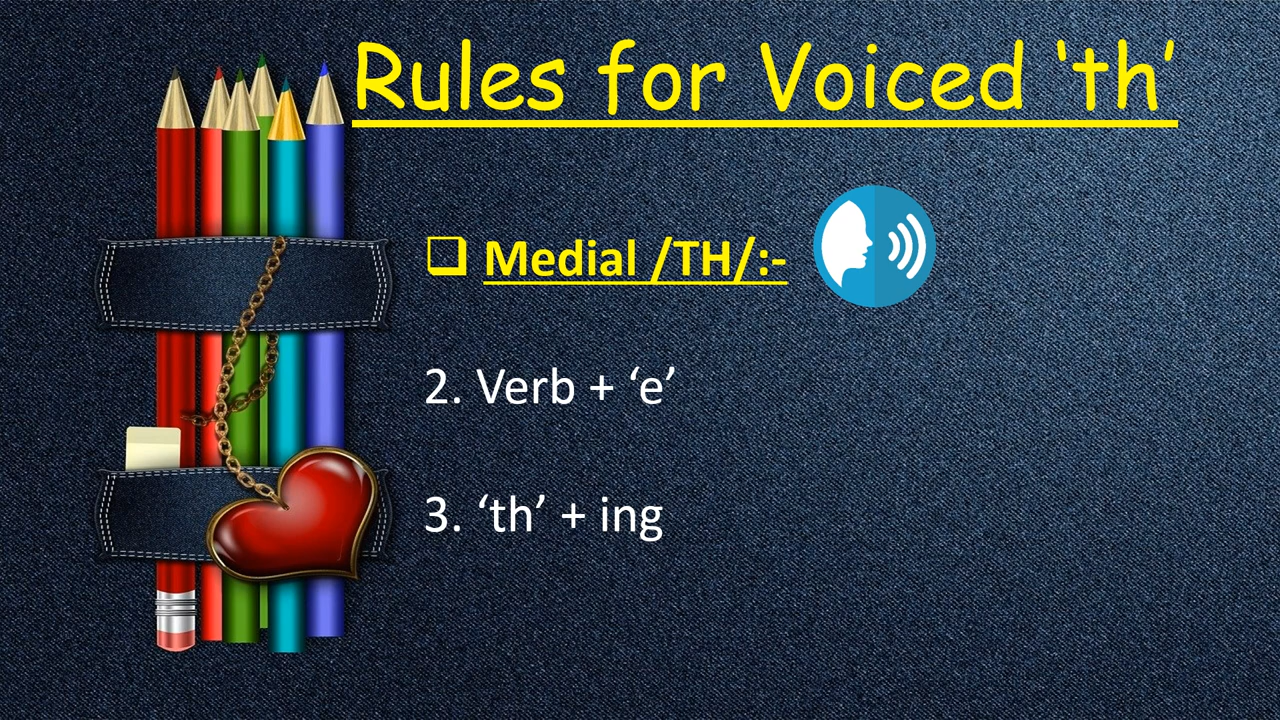 Rules for Voiced ‘th’
Medial /TH/:-
2. Verb + ‘e’
3. ‘th’ + ing